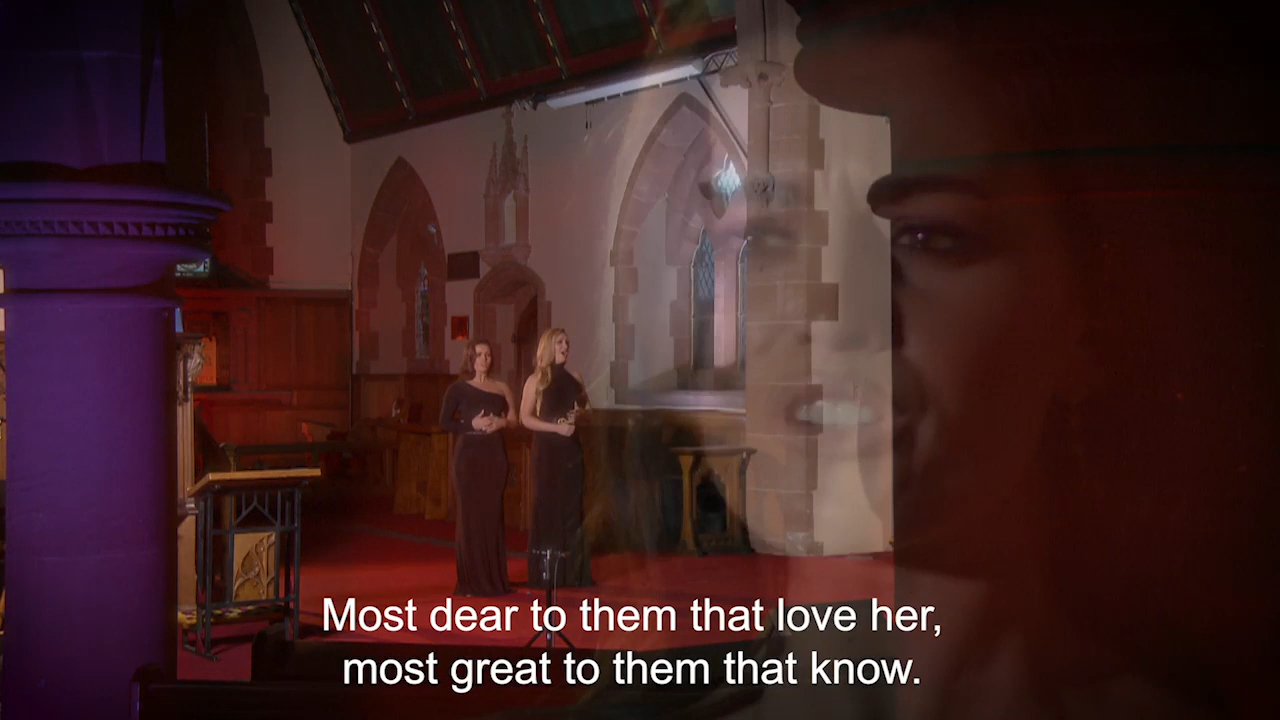 Most dear to them that love her,
most great to them that know.